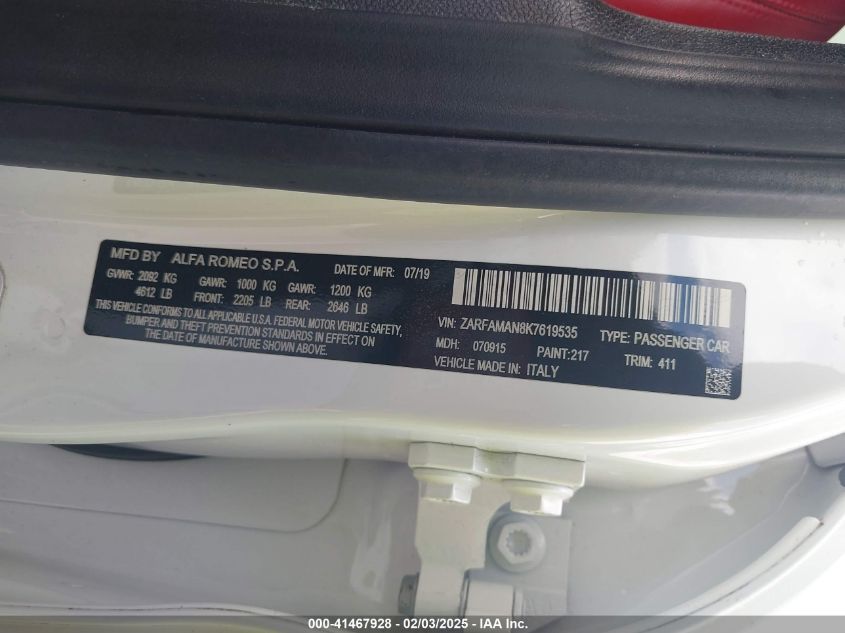 MFD BY ALFA ROMEO S.P.A. DATE OF MFR: 07/19
GVWR: 2092 KG GAWR: 1000 KG GAWR: 1200 KG
4612 LB FRONT: 2205 LB REAR: 2646 LB
THIS VEHICLE CONFORMS TO ALL APPLICABLE U.S.A. FEDERAL MOTOR VEHICLE SAFETY,
BUMPER AND THEFT PREVENTION STANDARDS IN EFFECT ON
THE DATE OF MANUFACTURE SHOWN ABOVE.
VIN: ZARFAMAN8K7619535 TYPE: PASSENGER CAR
MDH: 070915 PAINT:217 TRIM: 411
VEHICLE MADE IN: ITALY
000-41467928 - 02/03/2025 - IAA Inc.